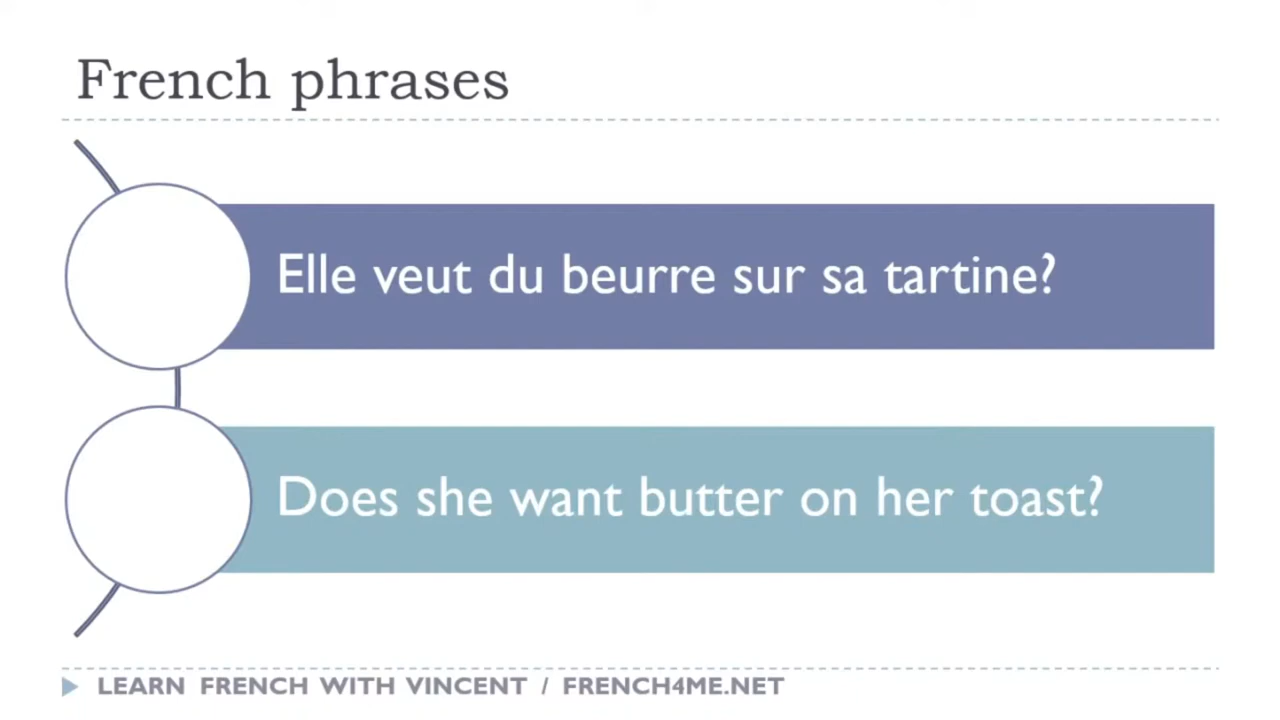 French phrases
Elle veut du beurre sur sa tartine?
Does she want butter on her toast?
LEARN FRENCH WITH VINCENT / FRENCH4ME.NET